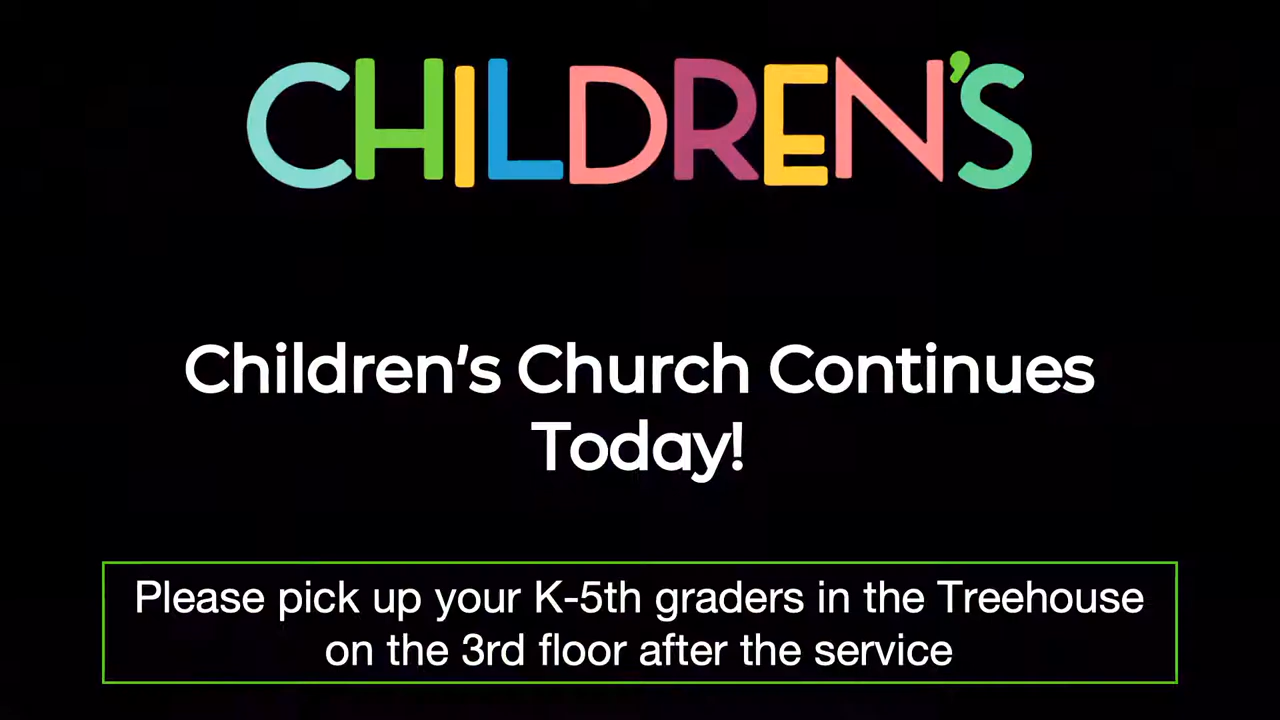 CHILDREN'S
Children's Church Continues
Today!
Please pick up your K-5th graders in the Treehouse
on the 3rd floor after the service